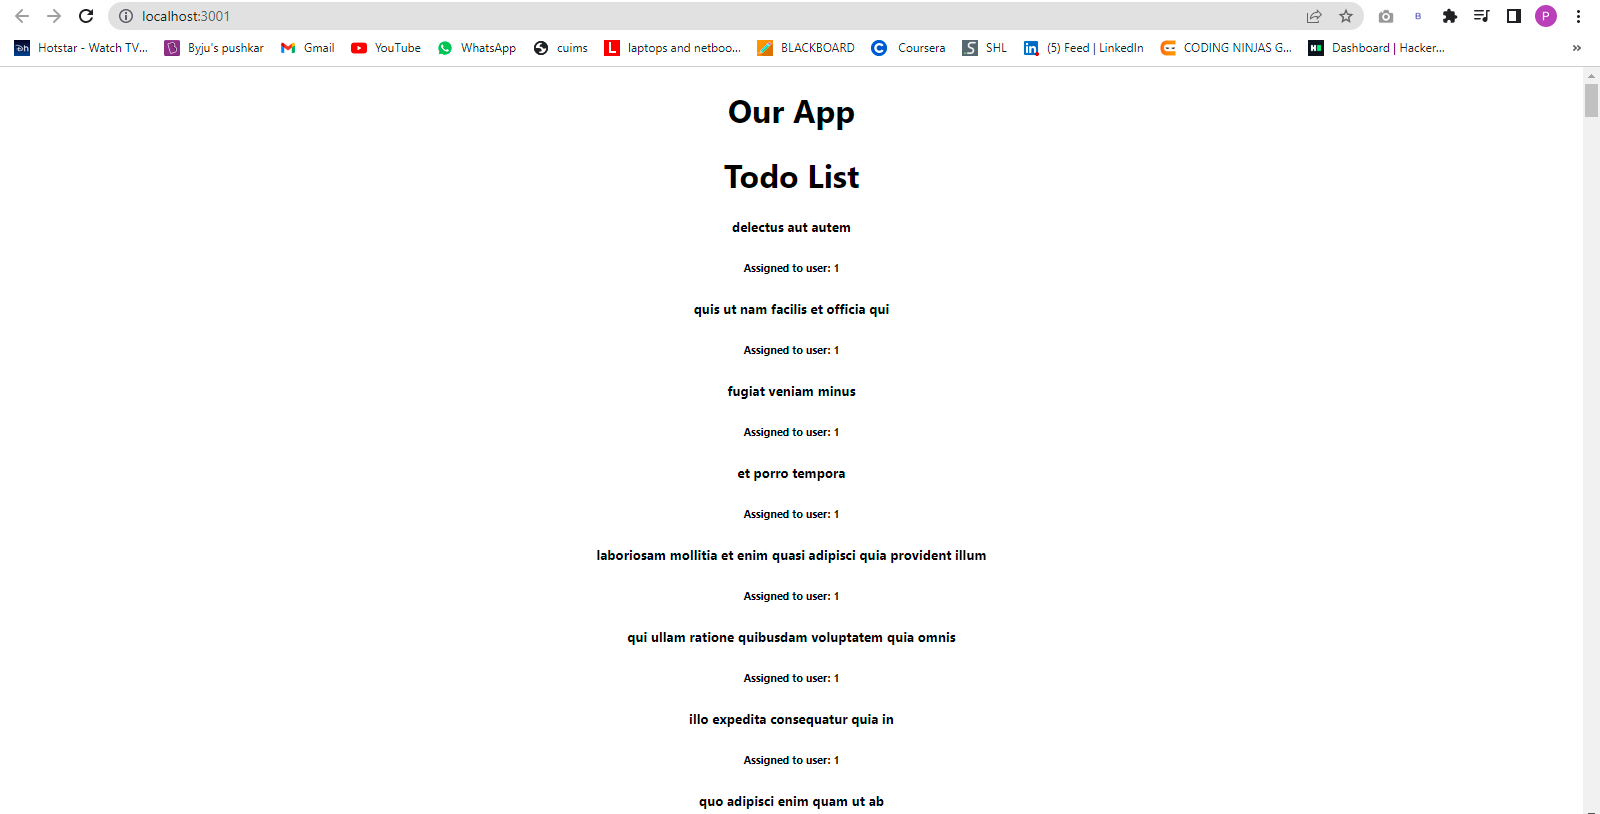 localhost:3001
Hotstar - Watch TV... Byju's pushkar Gmail YouTube WhatsApp cuims laptops and netboo... BLACKBOARD Coursera SHL (5) Feed | LinkedIn CODING NINJAS G... Dashboard | Hacker... »
Our App
Todo List
delectus aut autem
Assigned to user: 1
quis ut nam facilis et officia qui
Assigned to user: 1
fugiat veniam minus
Assigned to user: 1
et porro tempora
Assigned to user: 1
laboriosam mollitia et enim quasi adipisci quia provident illum
Assigned to user: 1
qui ullam ratione quibusdam voluptatem quia omnis
Assigned to user: 1
illo expedita consequatur quia in
Assigned to user: 1
quo adipisci enim quam ut ab